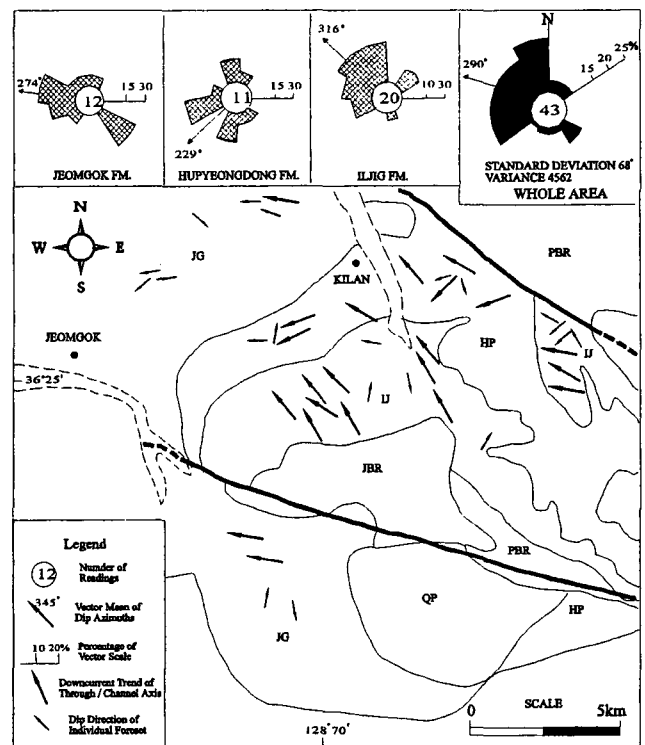 274°
12
15 30
JEOMGOK FM.
11
15 30
229°
HUPYEONGDONG FM.
316°
20
10 30
ILJIG FM.
N
290°
15 20 25%
43
STANDARD DEVIATION 68°
VARIANCE 4562
WHOLE AREA
N
W E
S
JG
PBR
KILAN
JEOMGOK
HP
IJ
36°25'
IJ
JBR
PBR
QP
HP
JG
Legend
12
Numder of
Readings
345°
Vector Mean of
Dip Azimuths
10 20%
Percentage of
Vector Scale
Downcurrent Trend of
Through / Channel Axis
Dip Direction of
Individual Foreset
SCALE
0 5km
128°70'